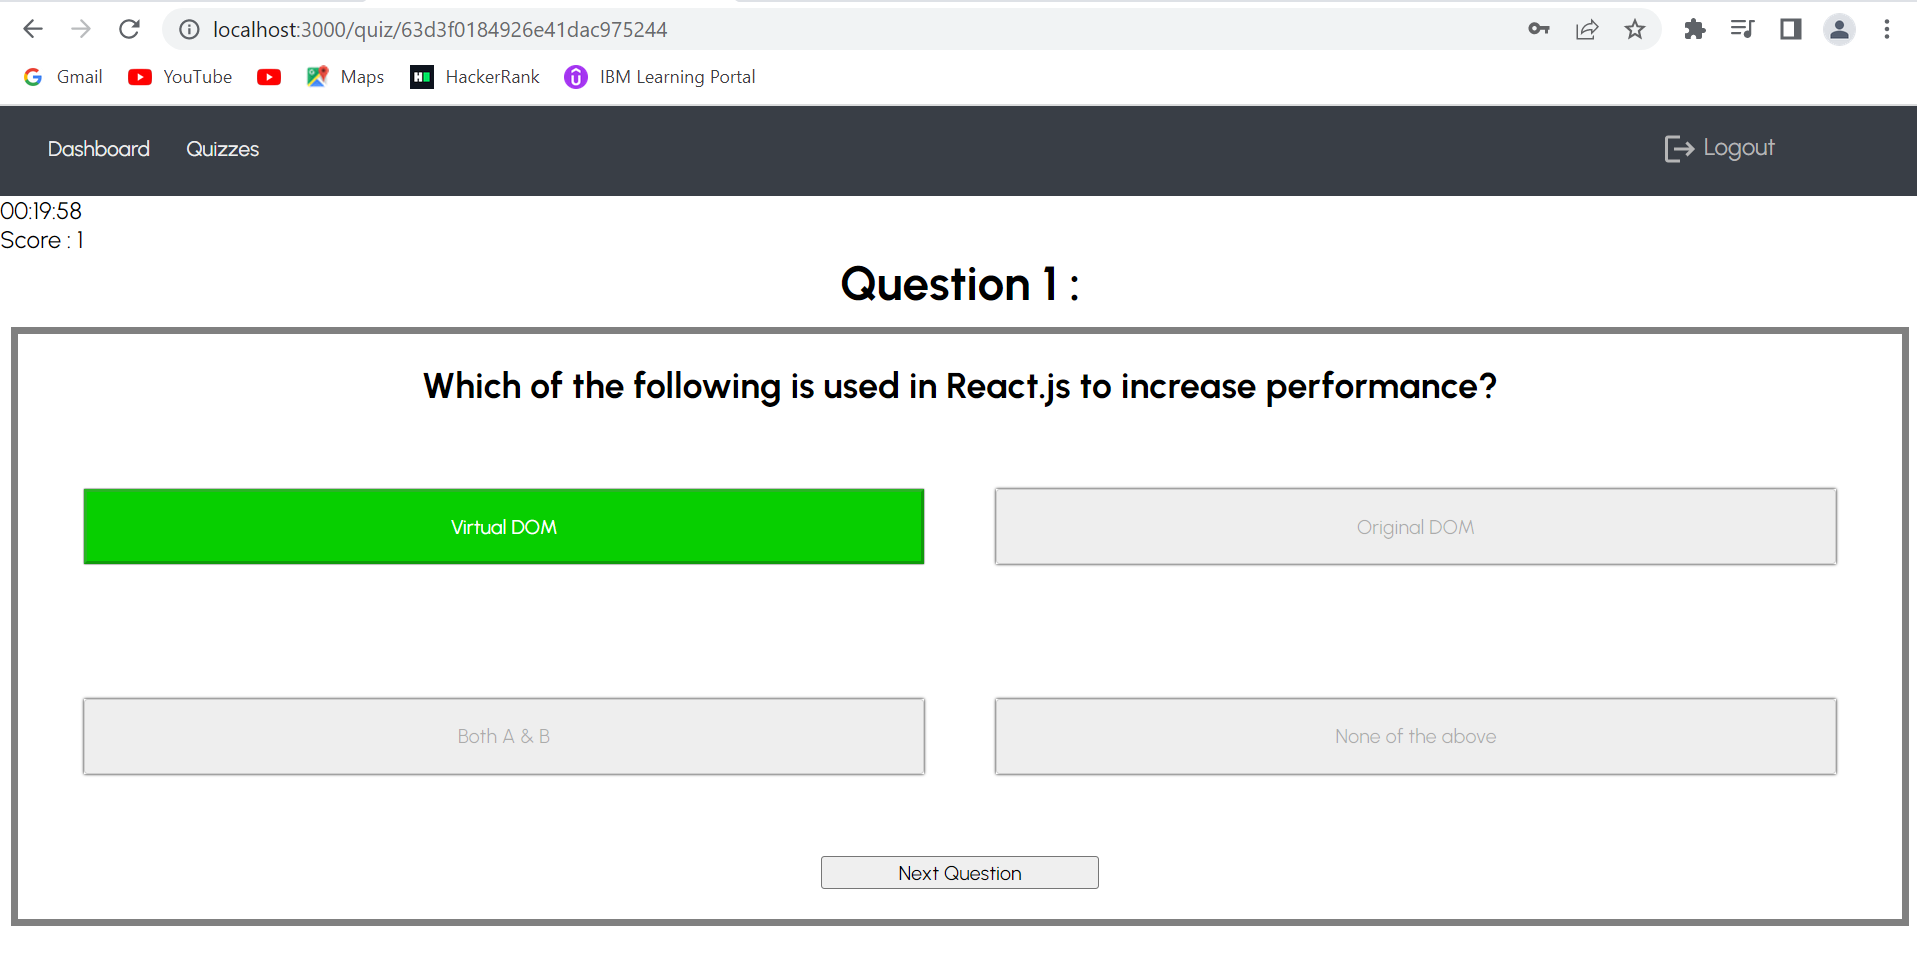 localhost:3000/quiz/63d3f0184926e41dac975244
Gmail YouTube Maps HackerRank IBM Learning Portal
Dashboard Quizzes Logout
00:19:58
Score : 1
Question 1 :
Which of the following is used in React.js to increase performance?
Virtual DOM Original DOM
Both A & B None of the above
Next Question